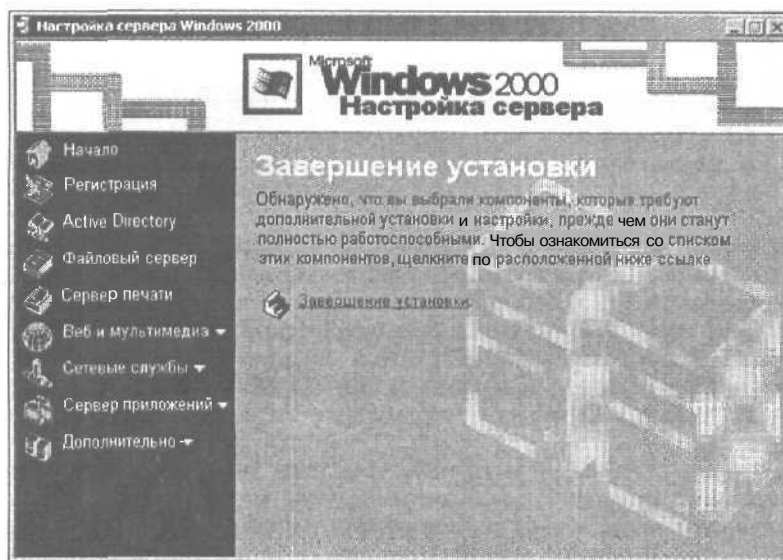 Настройка сервера Windows 2000
Microsoft
Windows 2000
Настройка сервера
Начало
Регистрация
Active Directory
Файловый сервер
Сервер печати
Веб и мультимедиа
Сетевые службы
Сервер приложений
Дополнительно
Завершение установки
Обнаружено, что вы выбрали компоненты, которые требуют
дополнительной установки и настройки, прежде чем они станут
полностью работоспособными. Чтобы ознакомиться со списком
этих компонентов, щелкните по расположенной ниже ссылке
Завершение установки.